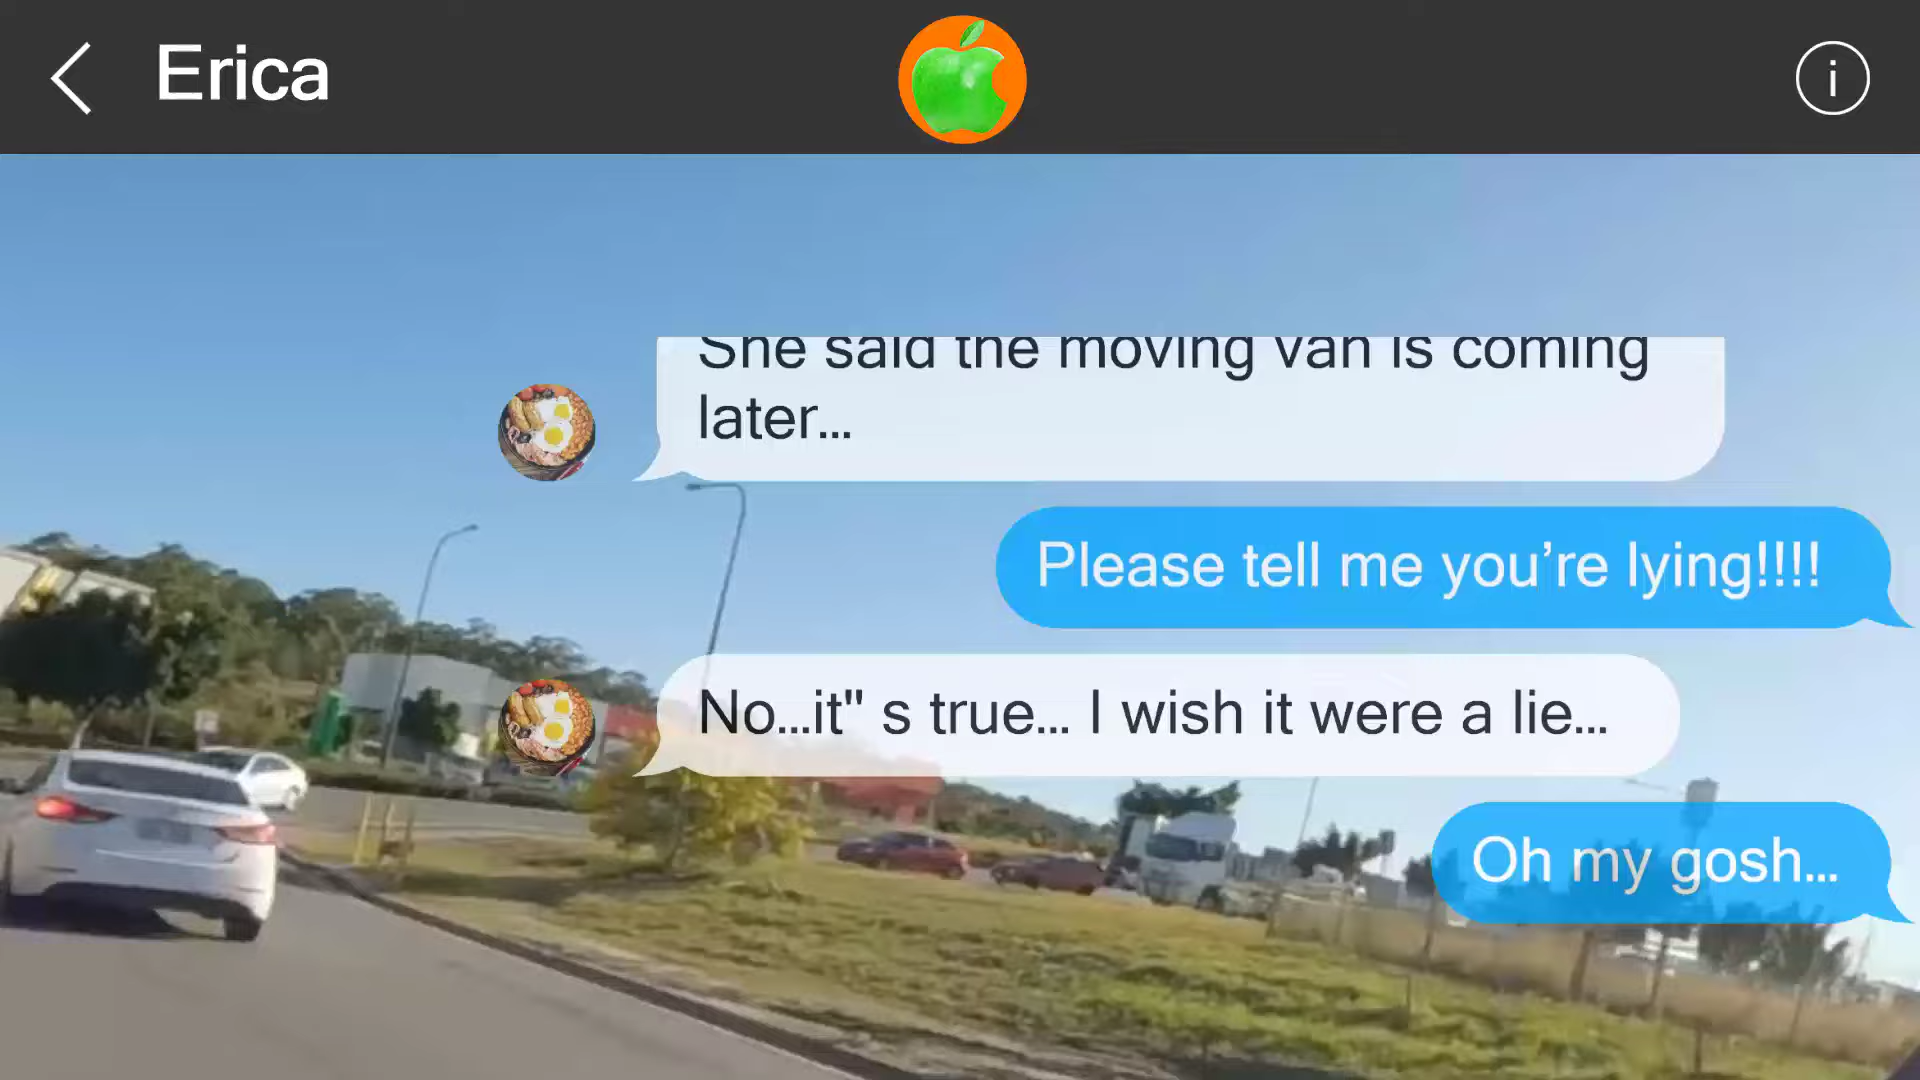 Erica
i
She said the moving van is coming
later...
Please tell me you’re lying!!!!
No...it" s true... I wish it were a lie...
Oh my gosh...